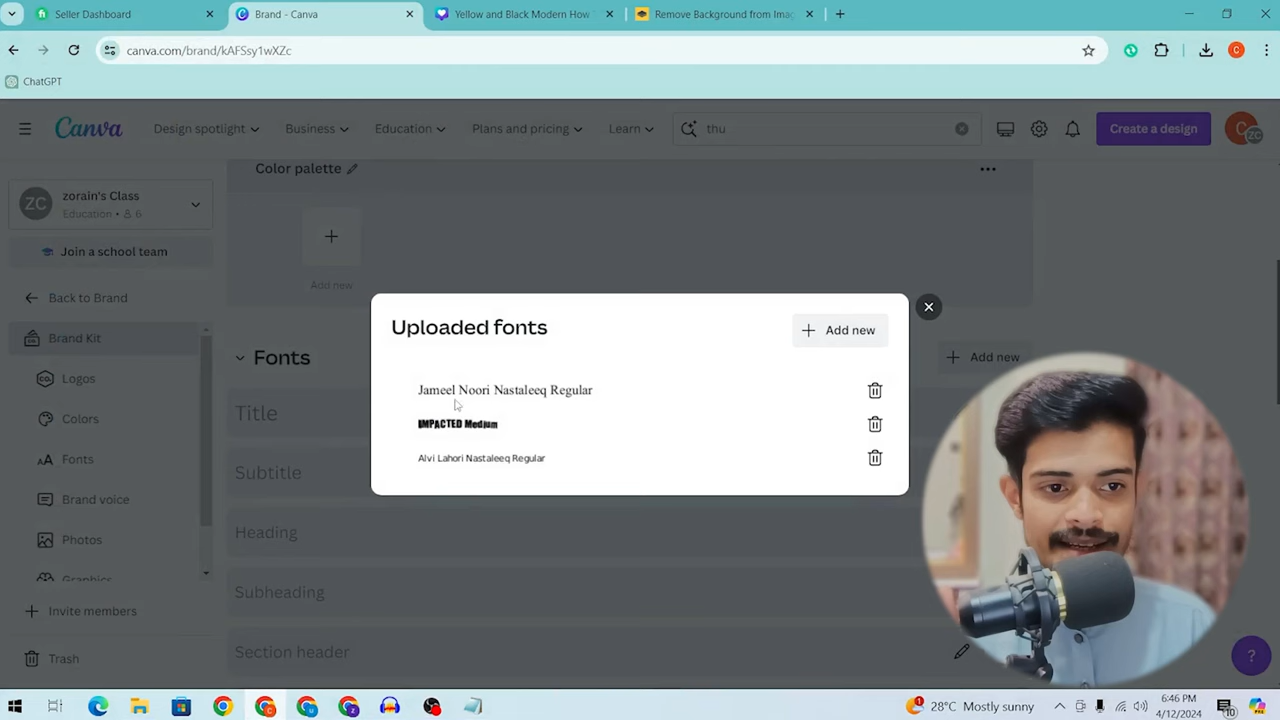 Seller Dashboard
Brand - Canva
Yellow and Black Modern How
Remove Background from Imag
canva.com/brand/kAFSsy1wXZc
ChatGPT
Canva
Design spotlight
Business
Education
Plans and pricing
Learn
thu
Create a design
C
ZC
ZC
zorain's Class
Education • 6
Join a school team
Back to Brand
Brand Kit
Logos
Colors
Fonts
Brand voice
Photos
Graphics
Invite members
Trash
Color palette
Add new
Fonts
Add new
Title
Subtitle
Heading
Subheading
Section header
Uploaded fonts
Add new
Jameel Noori Nastaleeq Regular
IMPACTED Medium
Alvi Lahori Nastaleeq Regular
?
28°C Mostly sunny
6:46 PM
4/12/2024
10